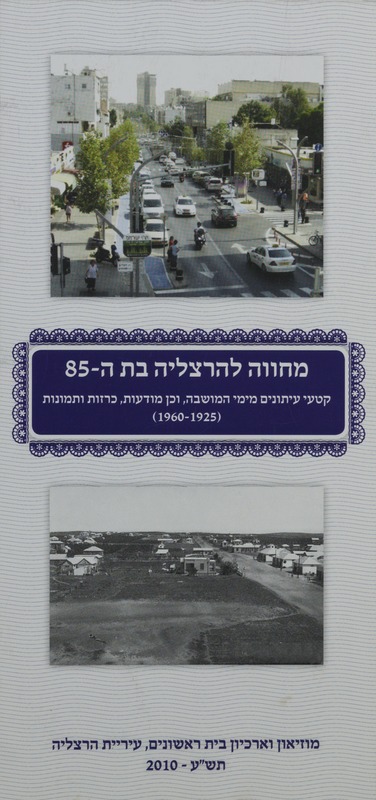 מחווה להרצליה בת ה-85
קטעי עיתונים מימי המושבה, וכן מודעות, כרזות ותמונות
(1960-1925)
מוזיאון וארכיון בית ראשונים, עיריית הרצליה
תש"ע - 2010